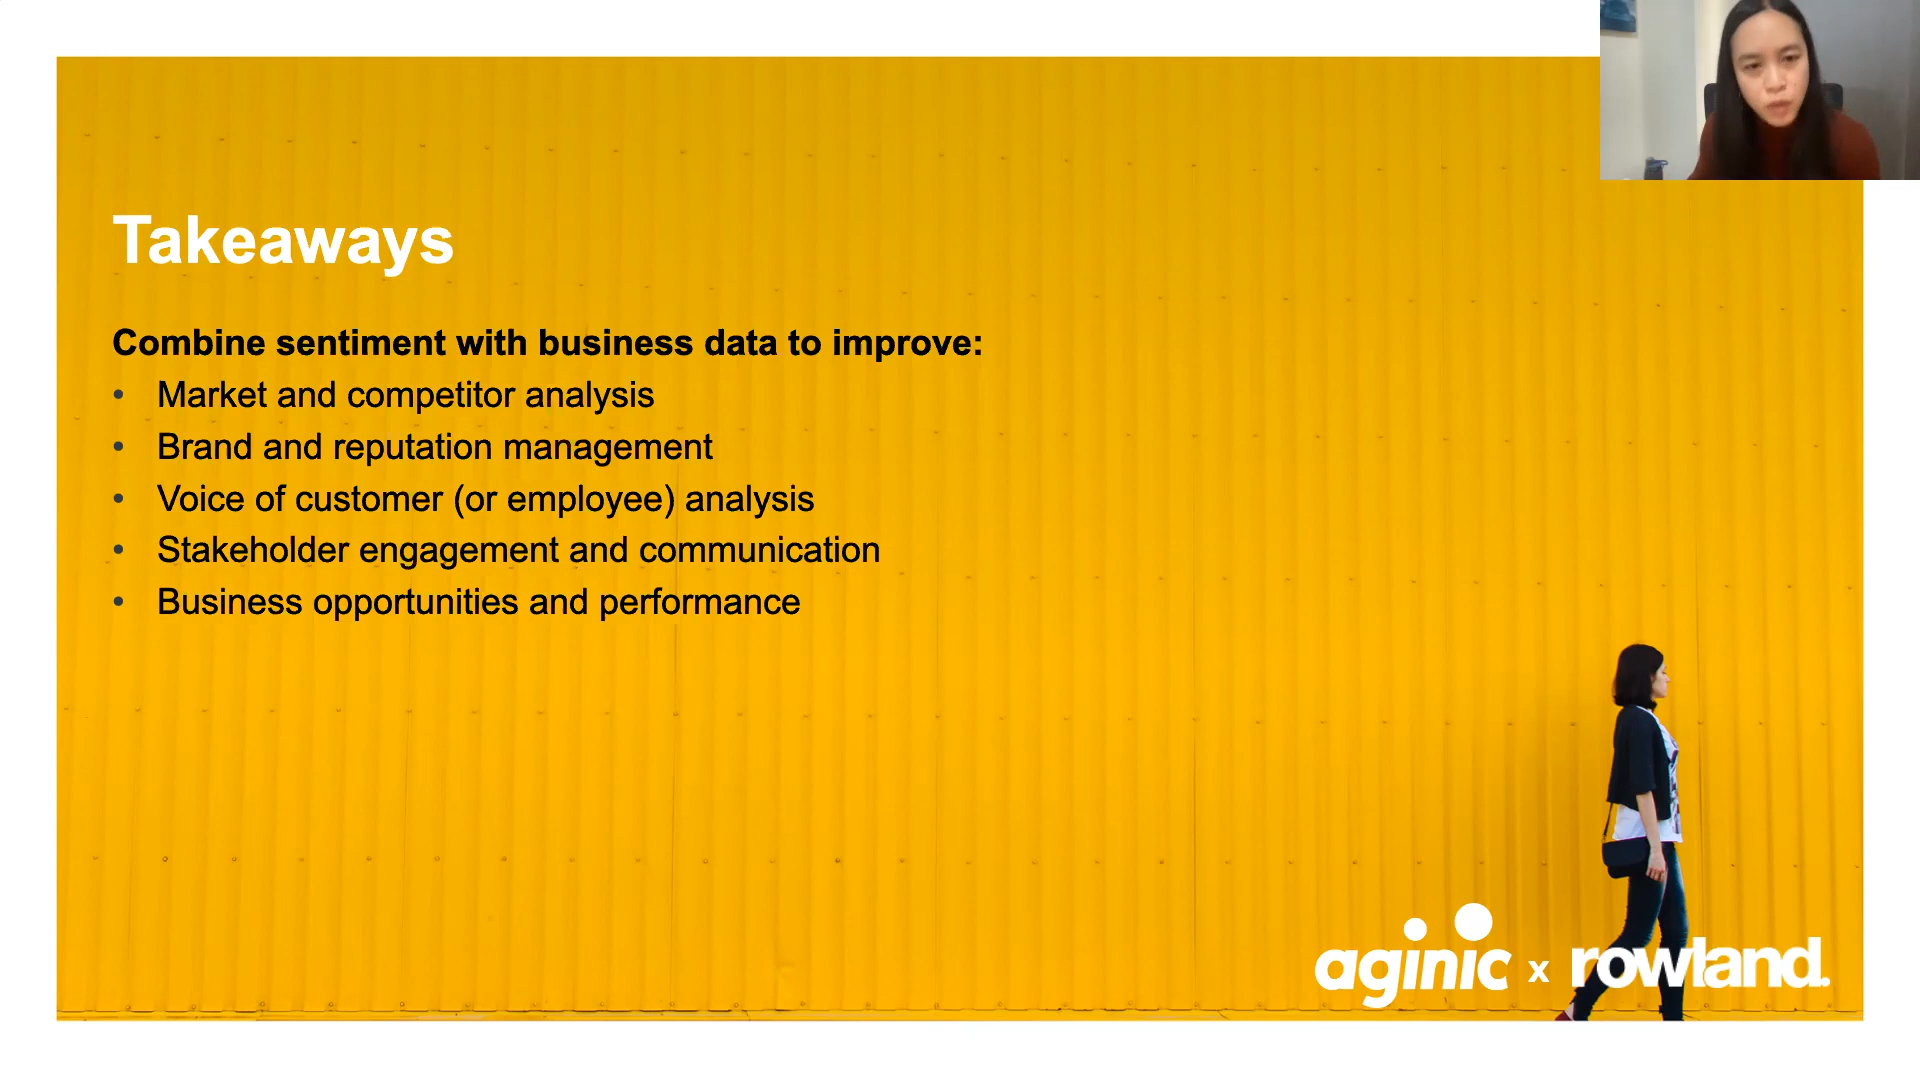 Takeaways
Combine sentiment with business data to improve:
• Market and competitor analysis
• Brand and reputation management
• Voice of customer (or employee) analysis
• Stakeholder engagement and communication
• Business opportunities and performance
aginic x rowland.